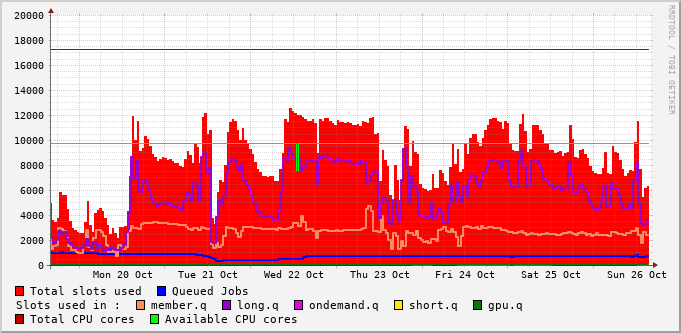 RRDTOOL / TOBI OETIKER
20000
18000
16000
14000
12000
10000
8000
6000
4000
2000
0
Mon 20 Oct Tue 21 Oct Wed 22 Oct Thu 23 Oct Fri 24 Oct Sat 25 Oct Sun 26 Oct
Total slots used Queued Jobs
Slots used in : member.q long.q ondemand.q short.q gpu.q
Total CPU cores Available CPU cores